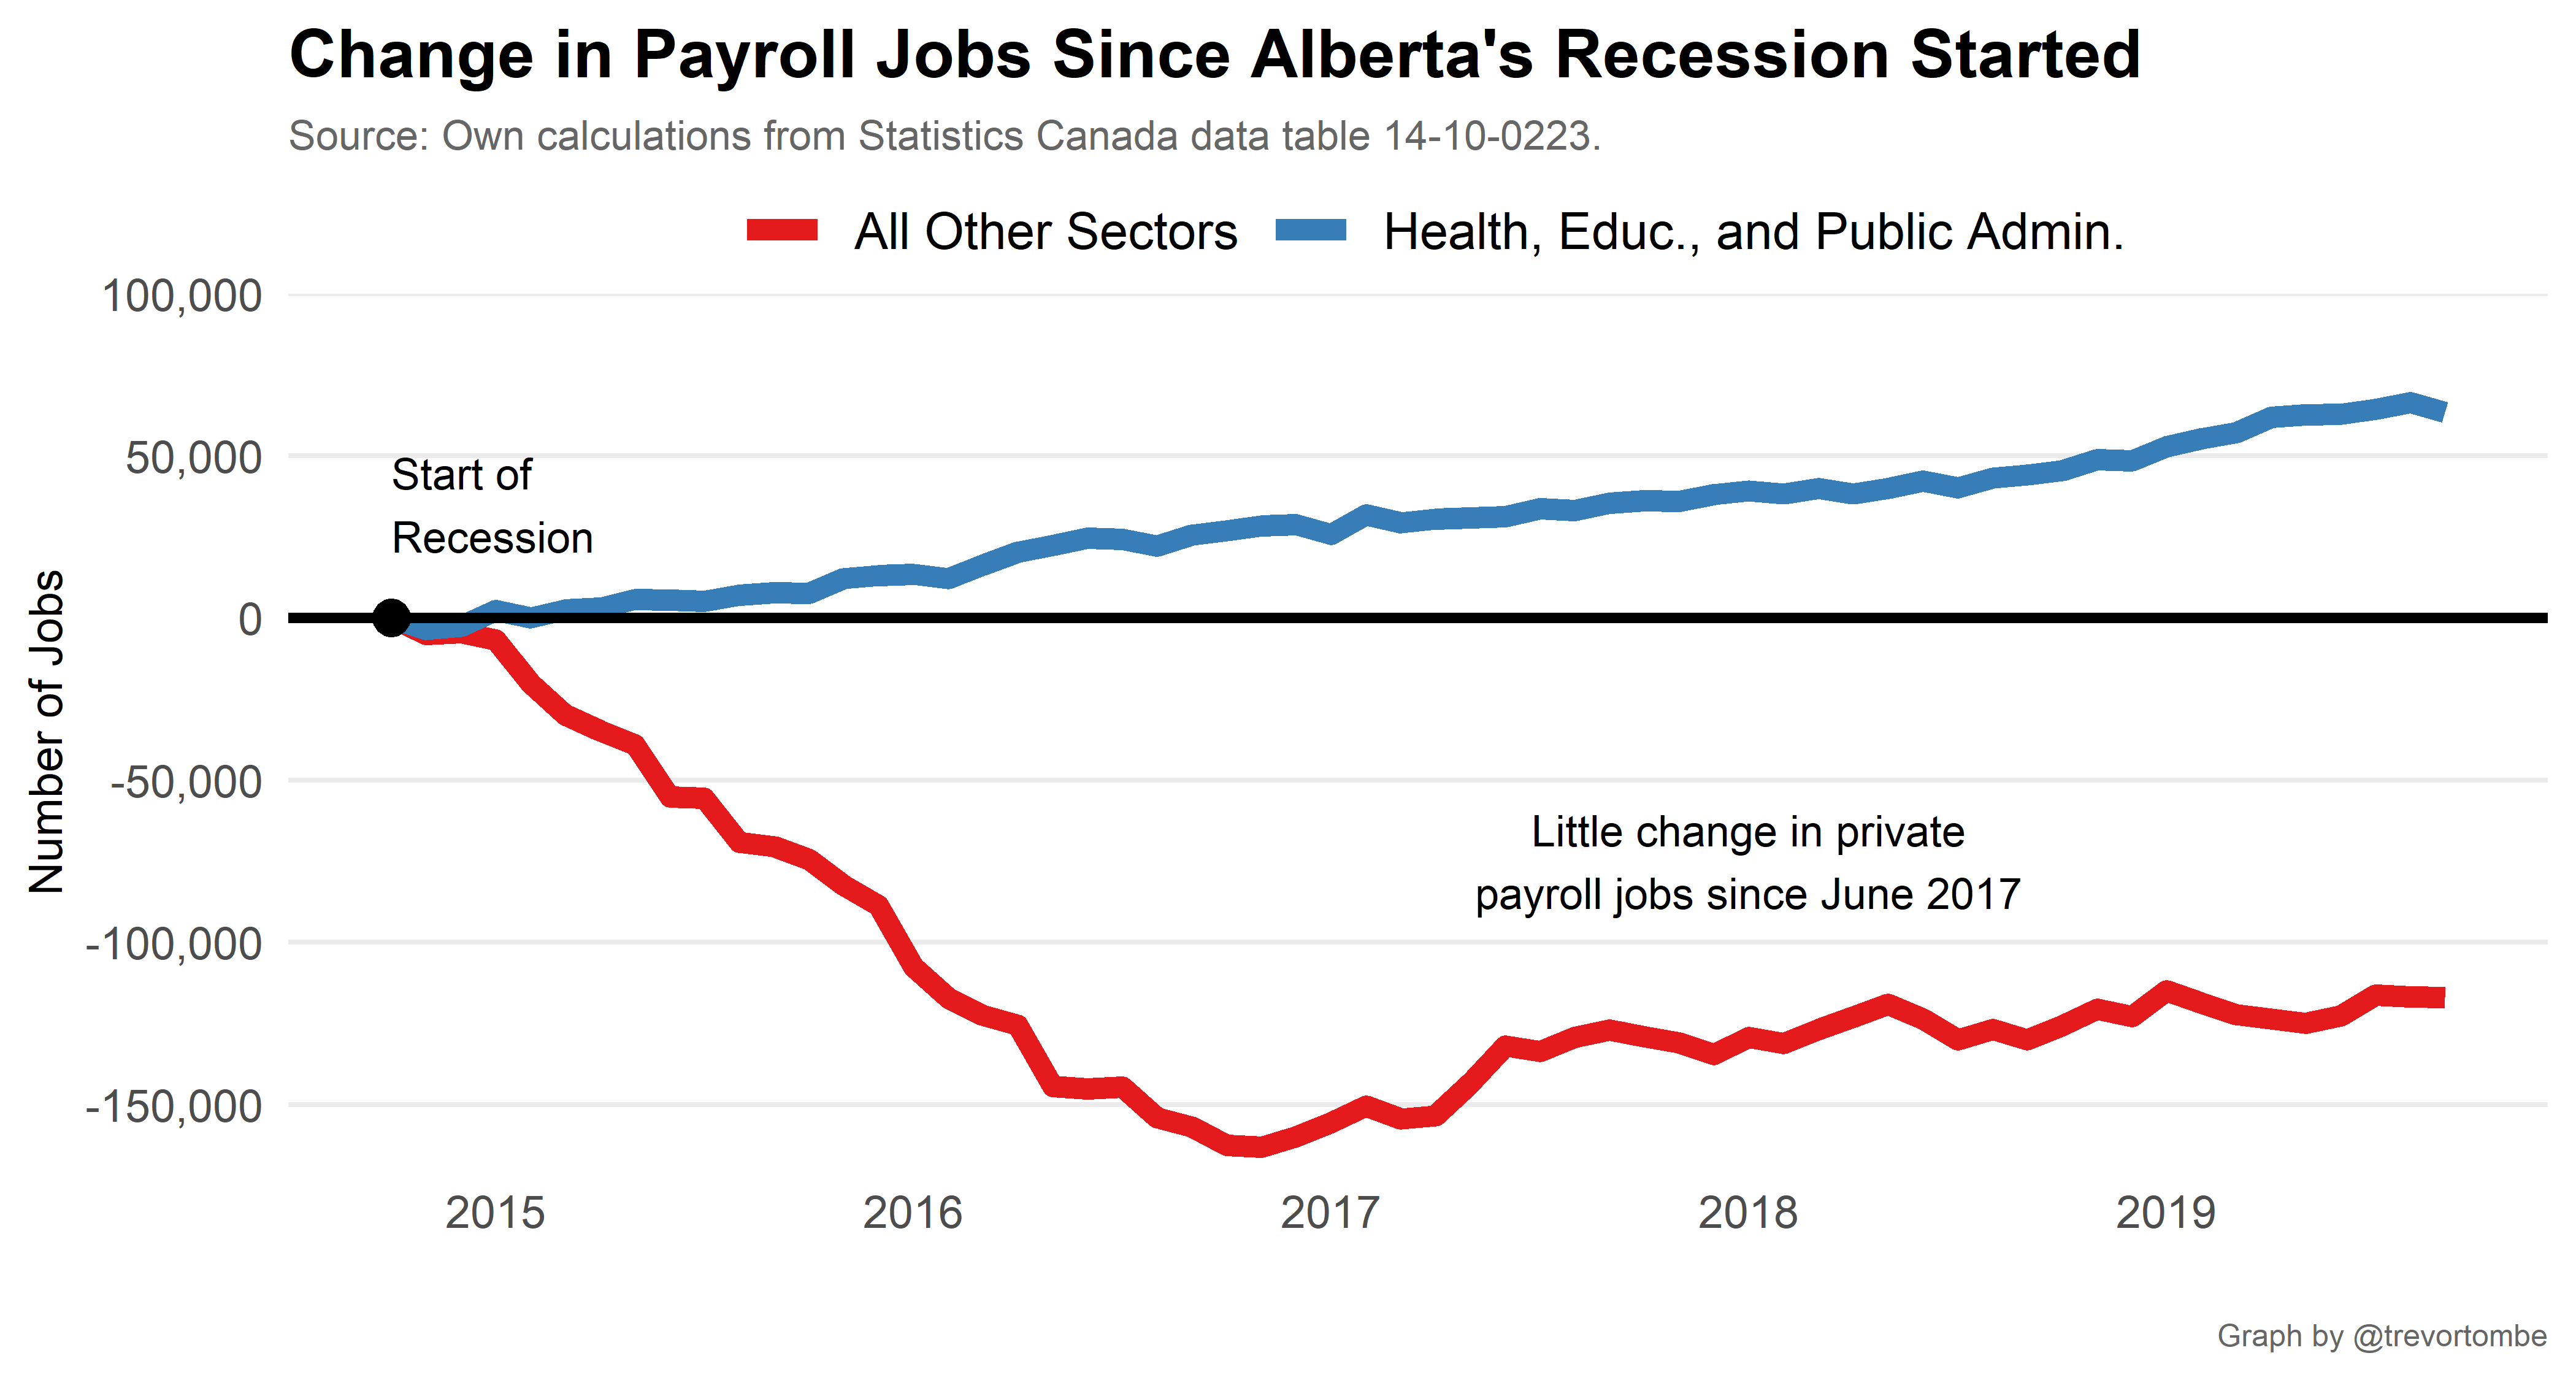 Change in Payroll Jobs Since Alberta's Recession Started
Source: Own calculations from Statistics Canada data table 14-10-0223.
All Other Sectors Health, Educ., and Public Admin.
100,000
50,000
0
-50,000
-100,000
-150,000
Number of Jobs
Start of
Recession
Little change in private
payroll jobs since June 2017
2015 2016 2017 2018 2019
Graph by @trevortombe